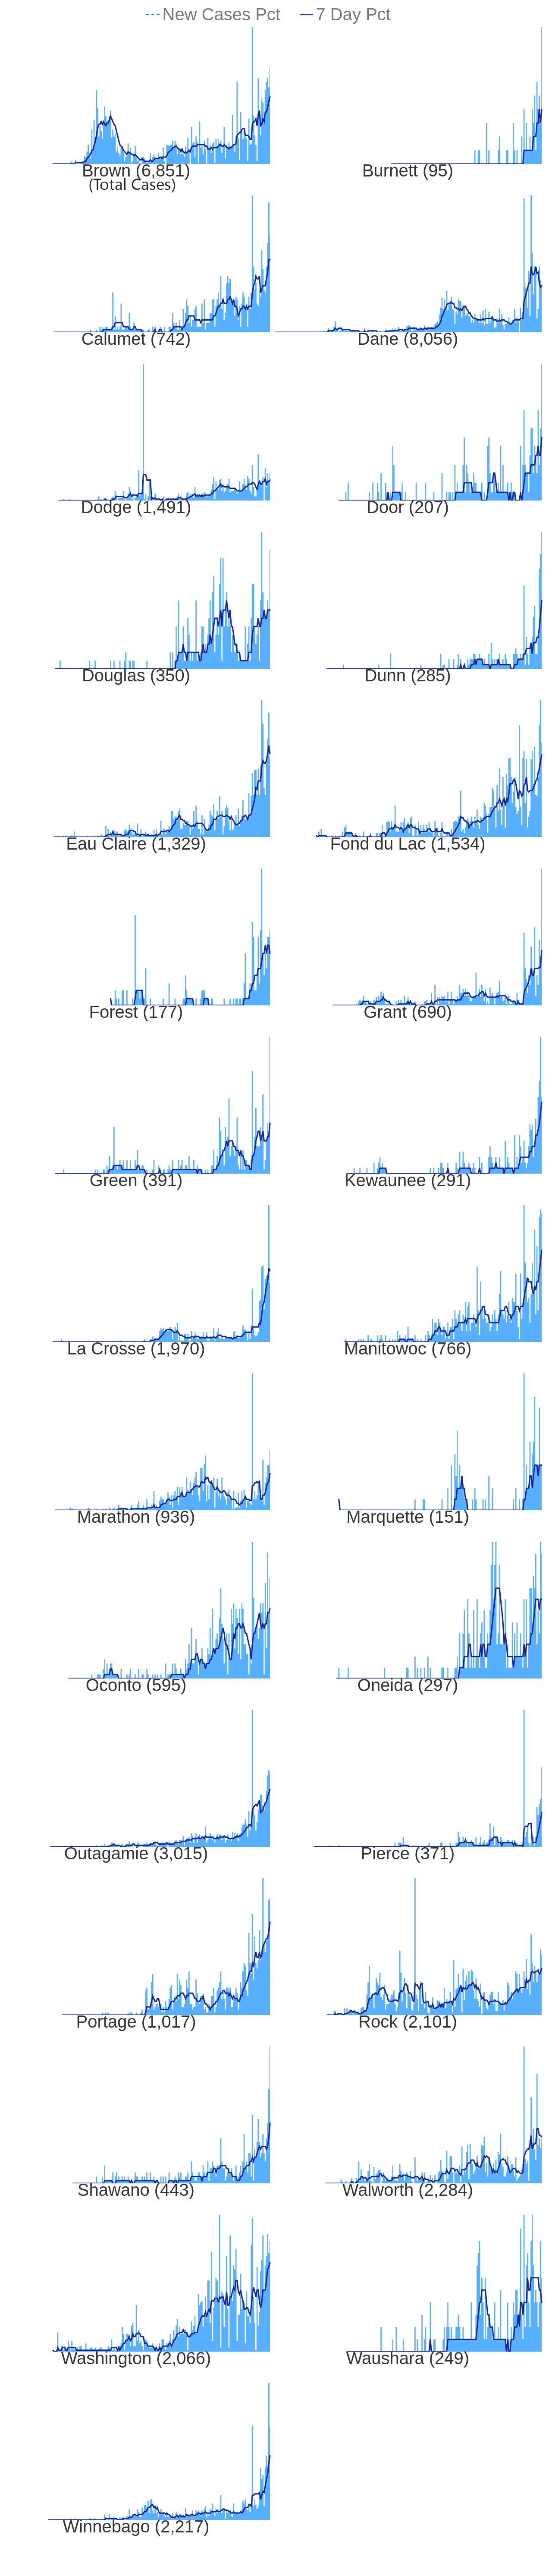 New Cases Pct 7 Day Pct
Brown (6,851) Burnett (95)
(Total Cases)
Calumet (742) Dane (8,056)
Dodge (1,491) Door (207)
Douglas (350) Dunn (285)
Eau Claire (1,329) Fond du Lac (1,534)
Forest (177) Grant (690)
Green (391) Kewaunee (291)
La Crosse (1,970) Manitowoc (766)
Marathon (936) Marquette (151)
Oconto (595) Oneida (297)
Outagamie (3,015) Pierce (371)
Portage (1,017) Rock (2,101)
Shawano (443) Walworth (2,284)
Washington (2,066) Waushara (249)
Winnebago (2,217)